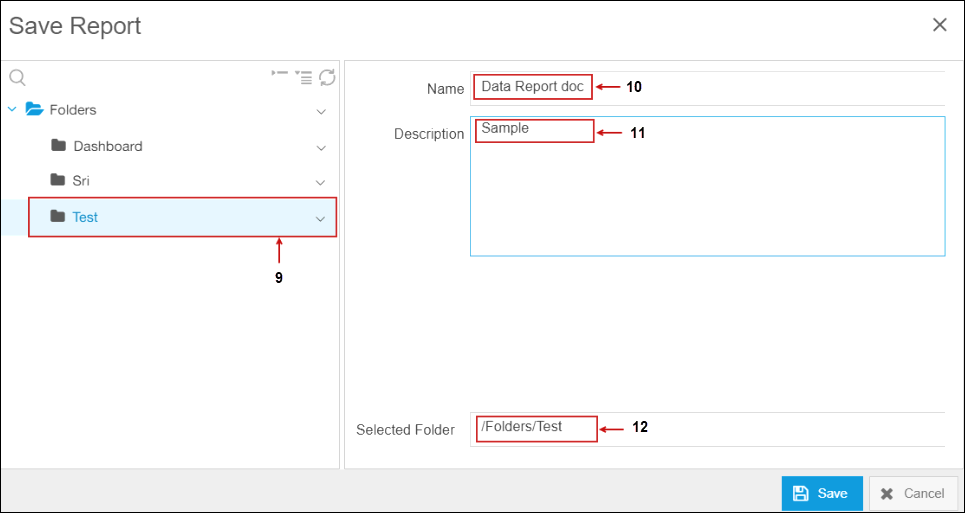 Save Report
Folders
Dashboard
Sri
Test
9
Name
Data Report doc
10
Description
Sample
11
Selected Folder
/Folders/Test
12
Save
Cancel